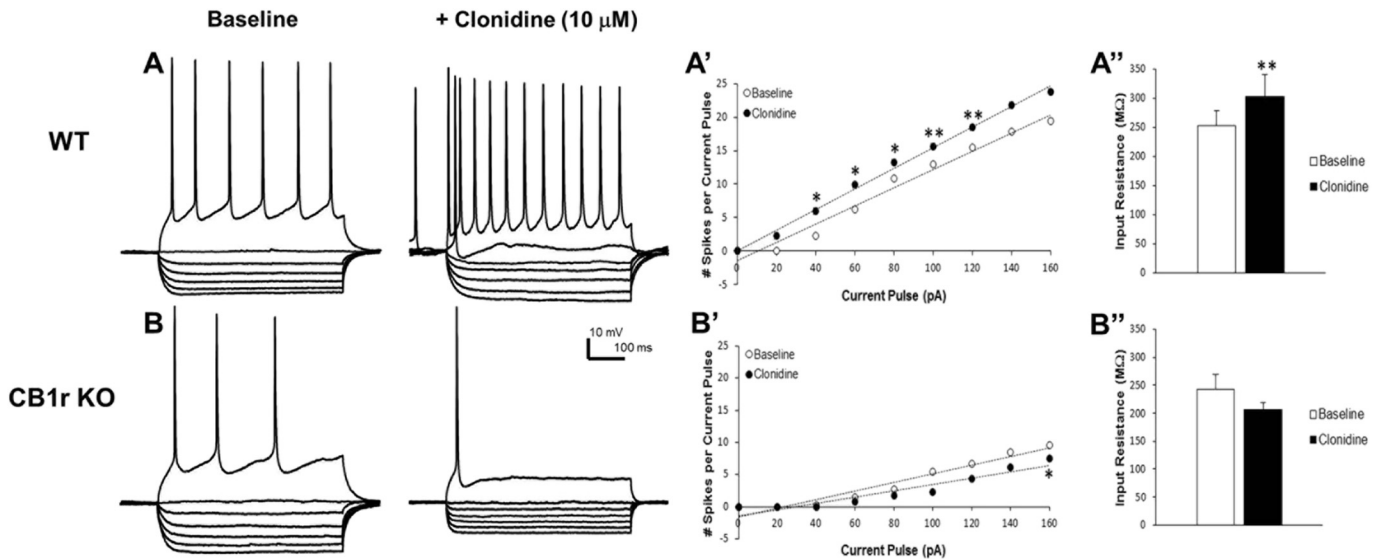 Baseline
+ Clonidine (10 μM)
A
WT
A’
○Baseline
●Clonidine
# Spikes per Current Pulse
25
20
15
10
5
0
-5
* * * ** **
0 20 40 60 80 100 120 140 160
Current Pulse (pA)
A’’
Input Resistance (MΩ)
350
300
250
200
150
100
50
0
**
Baseline
Clonidine
B
CB1r KO
10 mV
100 ms
B’
○Baseline
●Clonidine
# Spikes per Current Pulse
25
20
15
10
5
0
-5
*
0 20 40 60 80 100 120 140 160
Current Pulse (pA)
B’’
Input Resistance (MΩ)
350
300
250
200
150
100
50
0
Baseline
Clonidine